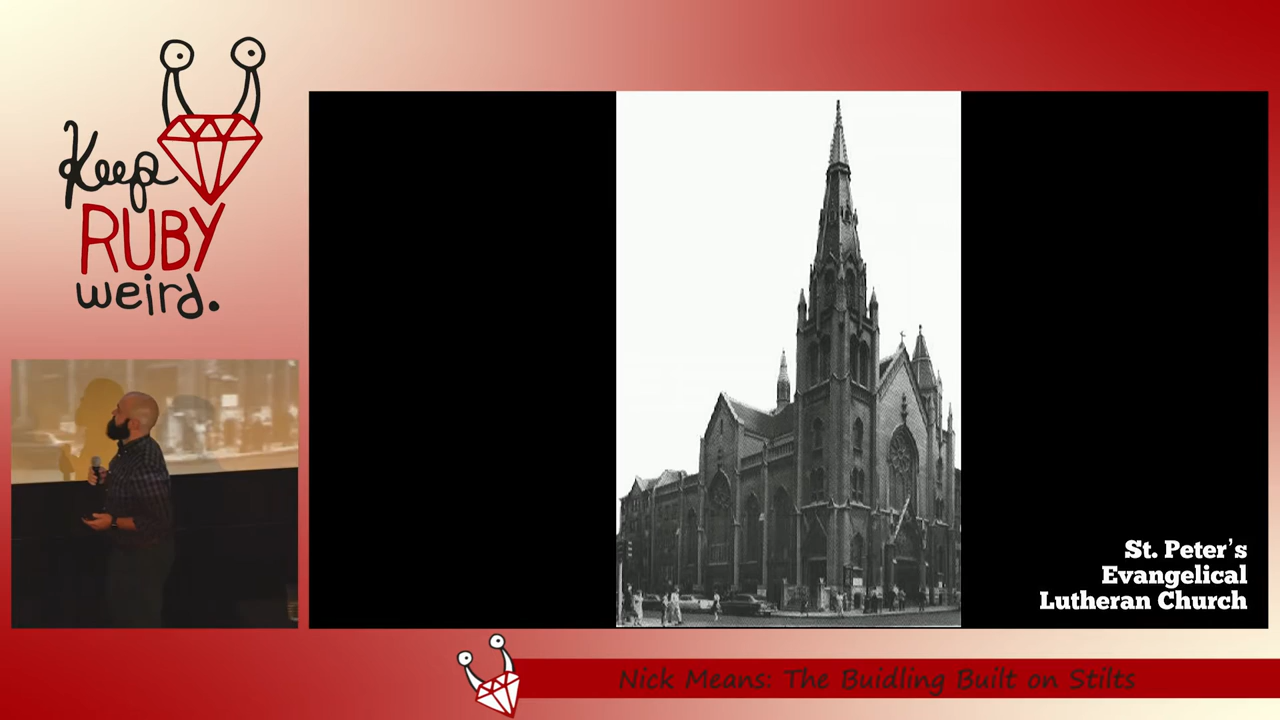 Keep
RUBY
weird.
St. Peter's
Evangelical
Lutheran Church
Nick Means: The Buidling Built on Stilts